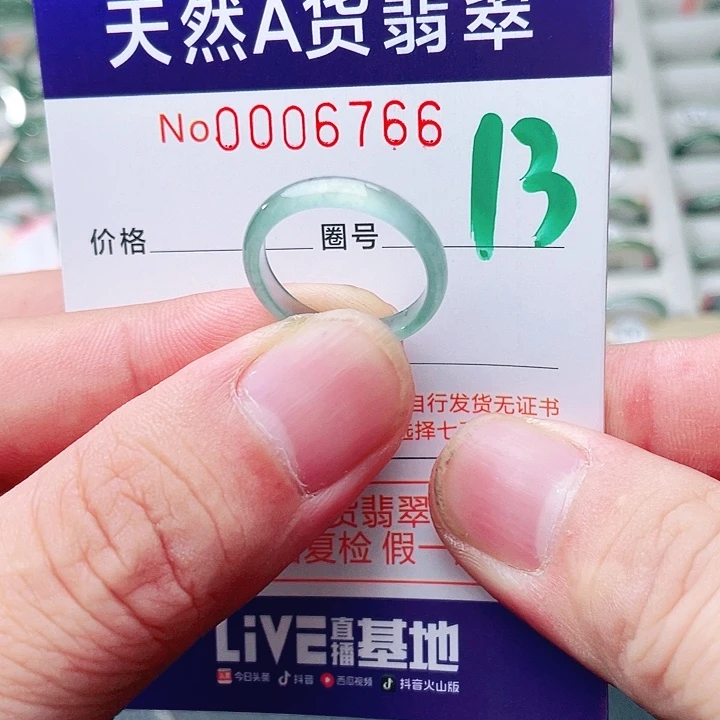 天然A货翡翠
No.0006766
13
价格 圈号
自行发货无证书
选择七
货翡翠
复检 假一
LiVE直播基地
今日头条 抖音 西瓜视频 抖音火山版